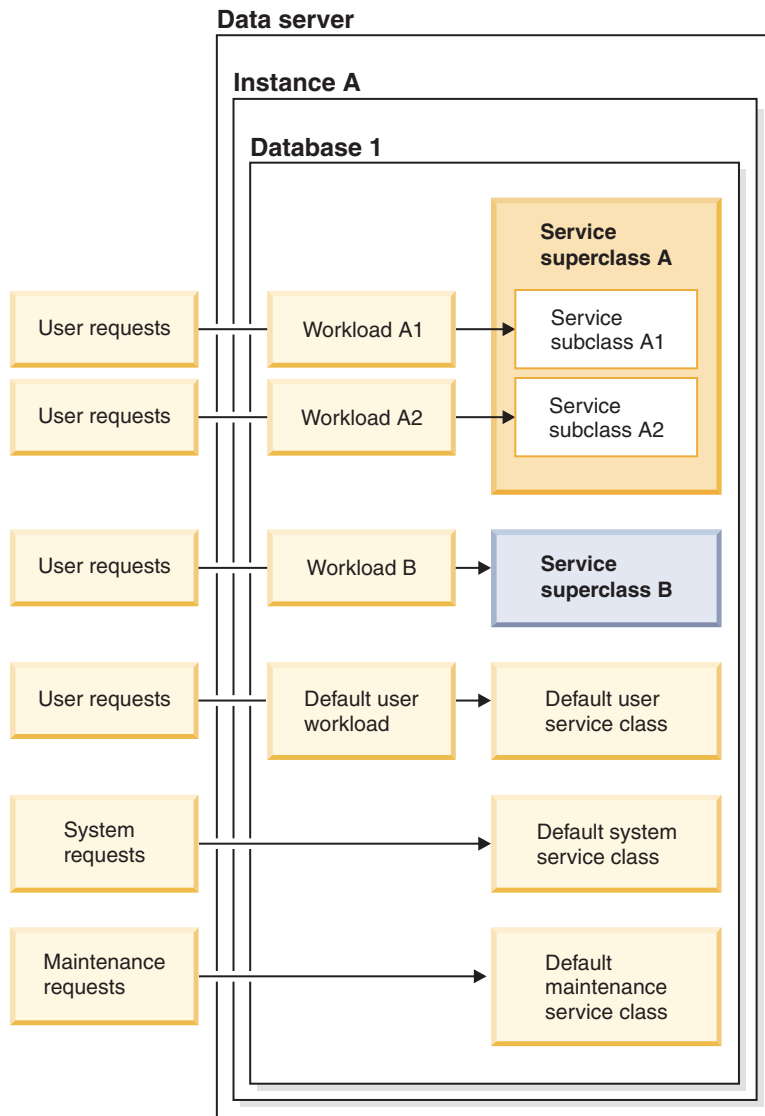 Data server
Instance A
Database 1
Service
superclass A
User requests
Workload A1
Service
subclass A1
User requests
Workload A2
Service
subclass A2
User requests
Workload B
Service
superclass B
User requests
Default user
workload
Default user
service class
System
requests
Default system
service class
Maintenance
requests
Default
maintenance
service class